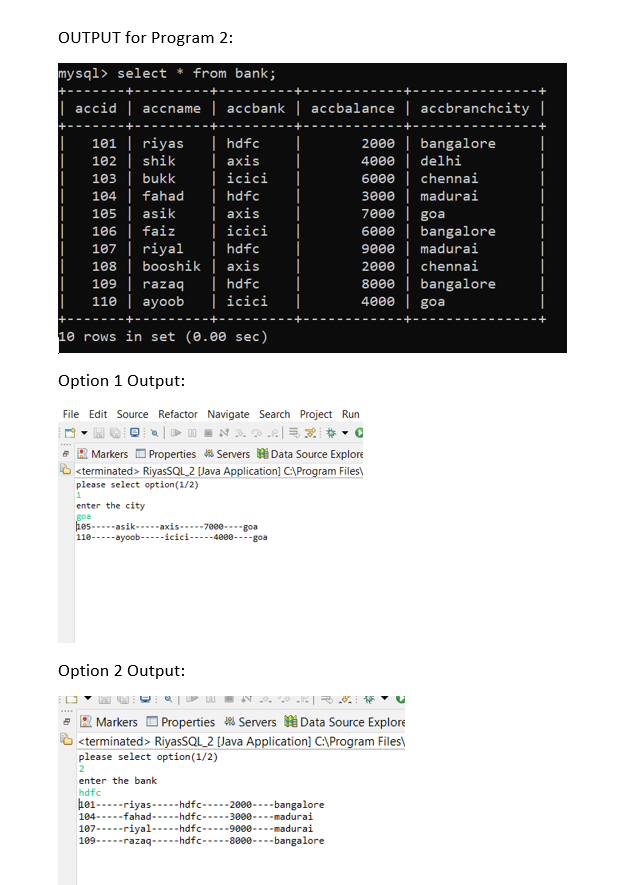 OUTPUT for Program 2:
mysql> select * from bank;
+--------+---------+---------+------------+---------------+
| accid | accname | accbank | accbalance | accbranchcity |
+--------+---------+---------+------------+---------------+
| 101 | riyas | hdfc | 2000 | bangalore |
| 102 | shik | axis | 4000 | delhi |
| 103 | bukk | icici | 6000 | chennai |
| 104 | fahad | hdfc | 3000 | madurai |
| 105 | asik | axis | 7000 | goa |
| 106 | faiz | icici | 6000 | bangalore |
| 107 | riyal | hdfc | 9000 | madurai |
| 108 | booshik | axis | 2000 | chennai |
| 109 | razaq | hdfc | 8000 | bangalore |
| 110 | ayoob | icici | 4000 | goa |
+--------+---------+---------+------------+---------------+
10 rows in set (0.00 sec)
Option 1 Output:
File Edit Source Refactor Navigate Search Project Run
Markers Properties Servers Data Source Explore
<terminated> RiyasSQL_2 [Java Application] C:\Program Files\
please select option(1/2)
1
enter the city
goa
105-----asik-----axis-----7000----goa
110-----ayoob-----icici-----4000----goa
Option 2 Output:
Markers Properties Servers Data Source Explore
<terminated> RiyasSQL_2 [Java Application] C:\Program Files\
please select option(1/2)
2
enter the bank
hdfc
101-----riyas-----hdfc-----2000----bangalore
104-----fahad-----hdfc-----3000----madurai
107-----riyal-----hdfc-----9000----madurai
109-----razaq-----hdfc-----8000----bangalore